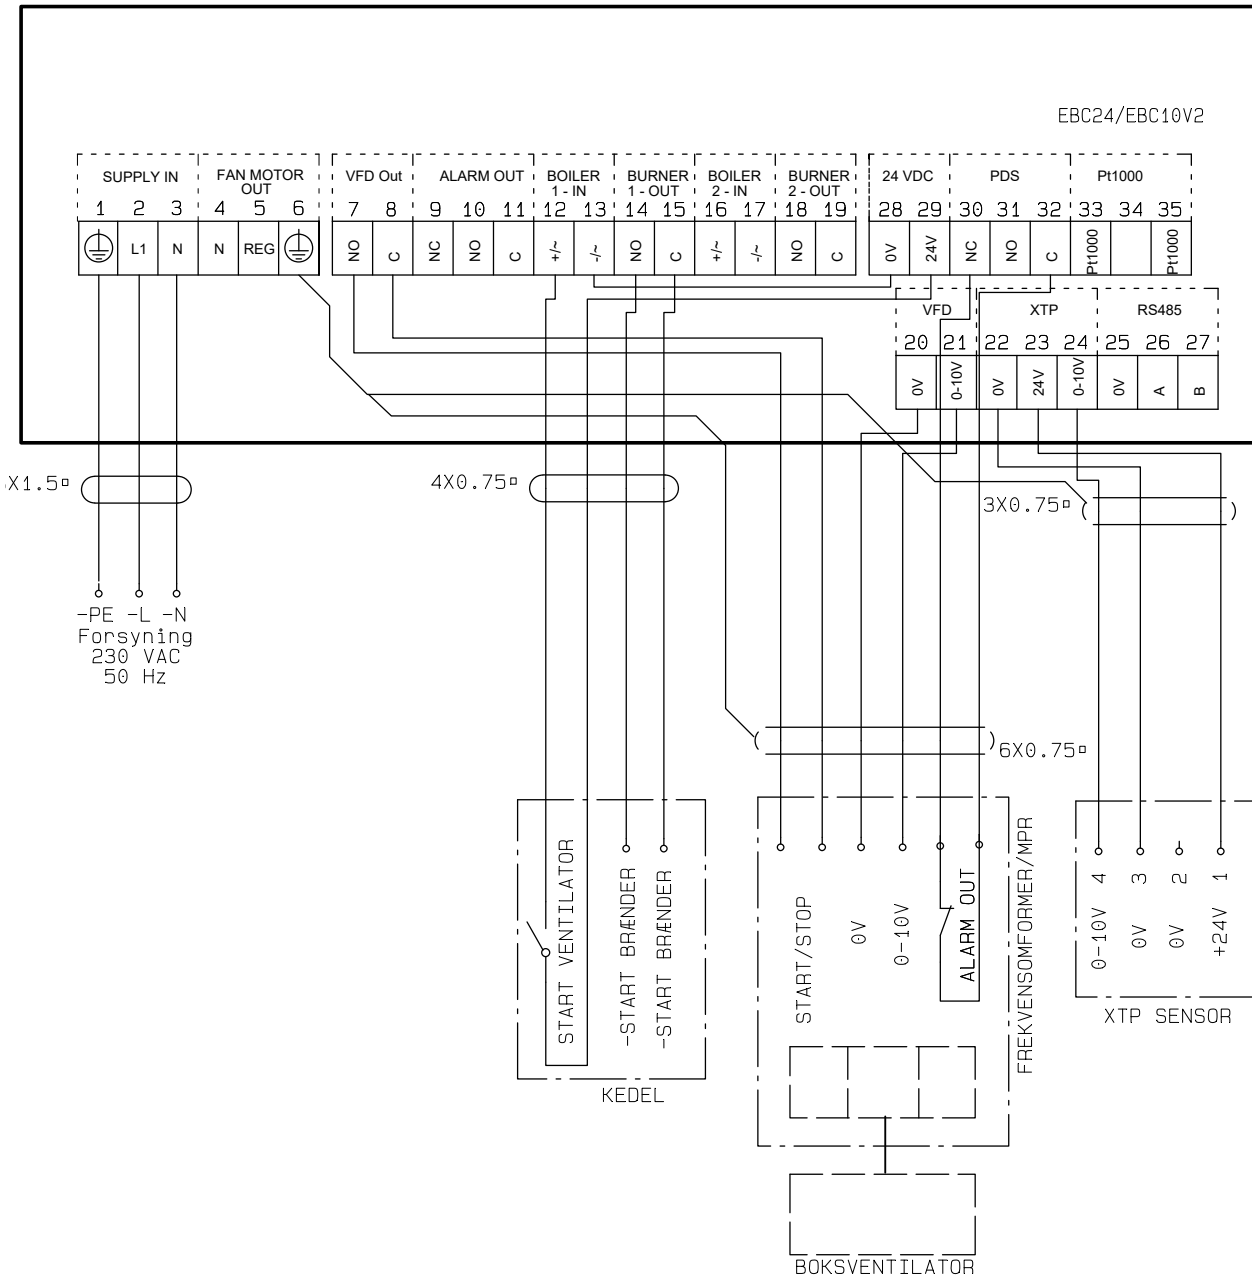 EBC24/EBC10V2
SUPPLY IN
FAN MOTOR
OUT
VFD Out
ALARM OUT
BOILER
1 - IN
BURNER
1 - OUT
BOILER
2 - IN
BURNER
2 - OUT
24 VDC
PDS
Pt1000
1 2 3 4 5 6 7 8 9 10 11 12 13 14 15 16 17 18 19 28 29 30 31 32 33 34 35
L1 N N REG NO C NC NO C +/~ -/~ NO C +/~ -/~ NO C 0V 24V NC NO C Pt1000 Pt1000
VFD
XTP
RS485
20 21 22 23 24 25 26 27
0V 0-10V 0V 24V 0-10V 0V A B
X1.5▫
4X0.75▫
3X0.75▫
-PE -L -N
Forsyning
230 VAC
50 Hz
6X0.75▫
START VENTILATOR
-START BRÆNDER
-START BRÆNDER
KEDEL
START/STOP
0V
0-10V
ALARM OUT
FREKVENSOMFORMER/MPR
4 3 2 1
0-10V 0V 0V +24V
XTP SENSOR
BOKSVENTILATOR